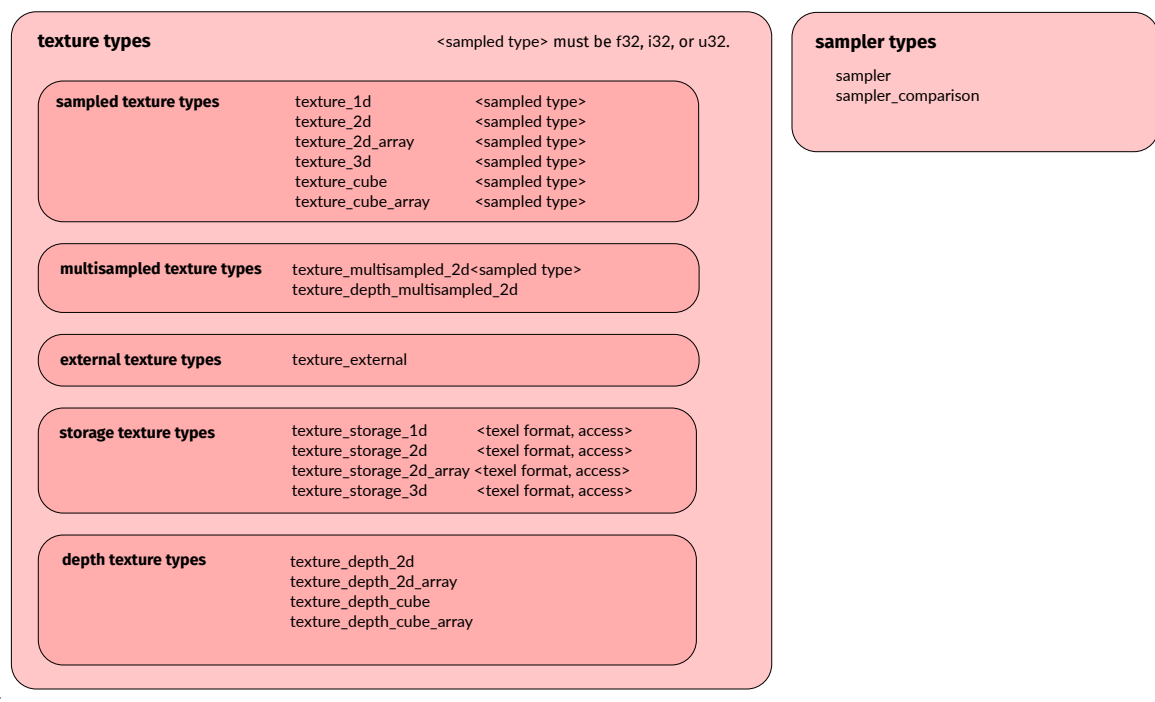 texture types <sampled type> must be f32, i32, or u32.
sampled texture types texture_1d <sampled type>
texture_2d <sampled type>
texture_2d_array <sampled type>
texture_3d <sampled type>
texture_cube <sampled type>
texture_cube_array <sampled type>
multisampled texture types texture_multisampled_2d<sampled type>
texture_depth_multisampled_2d
external texture types texture_external
storage texture types texture_storage_1d <texel format, access>
texture_storage_2d <texel format, access>
texture_storage_2d_array <texel format, access>
texture_storage_3d <texel format, access>
depth texture types texture_depth_2d
texture_depth_2d_array
texture_depth_cube
texture_depth_cube_array
sampler types
sampler
sampler_comparison